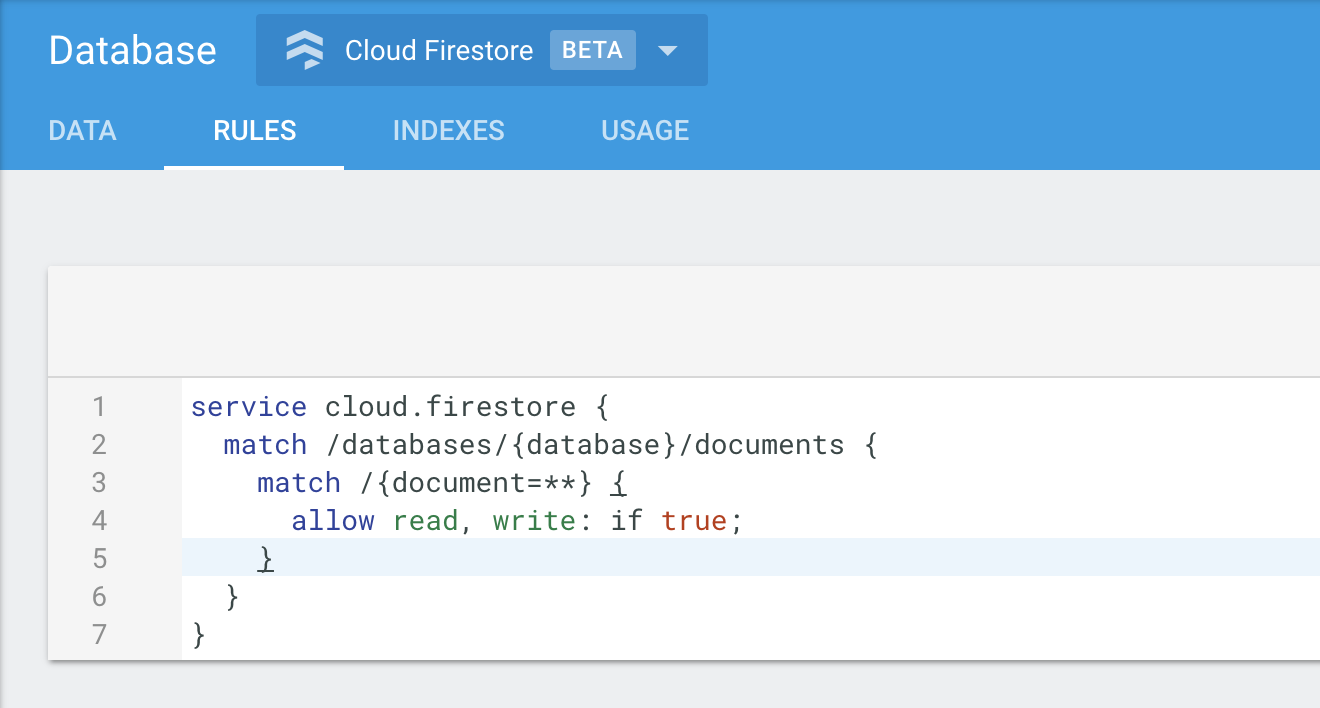 Database Cloud Firestore BETA
DATA RULES INDEXES USAGE
1 service cloud.firestore {
2 match /databases/{database}/documents {
3 match /{document=**} {
4 allow read, write: if true;
5 }
6 }
7 }